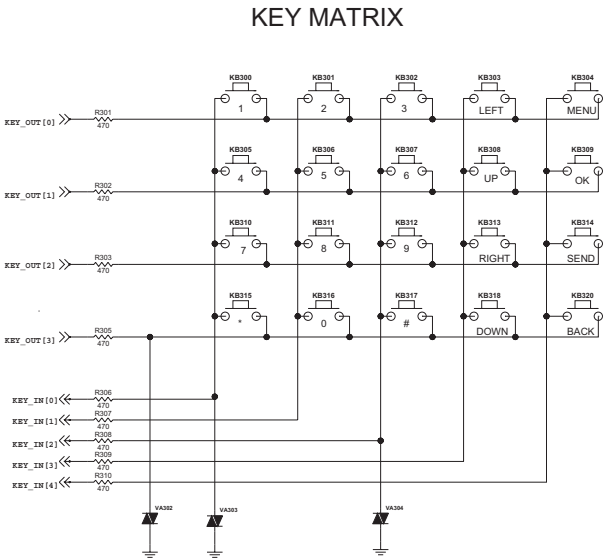 KEY MATRIX
KB300 KB301 KB302 KB303 KB304
1 2 3 LEFT MENU
R301
KEY_OUT[0]
470
KB305 KB306 KB307 KB308 KB309
4 5 6 UP OK
R302
KEY_OUT[1]
470
KB310 KB311 KB312 KB313 KB314
7 8 9 RIGHT SEND
R303
KEY_OUT[2]
470
KB315 KB316 KB317 KB318 KB320
* 0 # DOWN BACK
R305
KEY_OUT[3]
470
R306
KEY_IN[0]
470
R307
KEY_IN[1]
470
R308
KEY_IN[2]
470
R309
KEY_IN[3]
470
R310
KEY_IN[4]
470
VA302 VA303 VA304